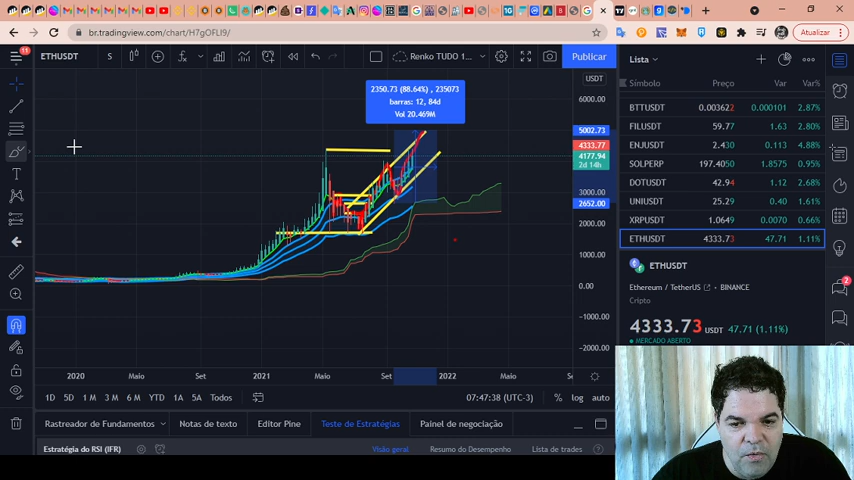 br.tradingview.com/chart/H7gOFLI9/
Atualizar
11
ETHUSDT
S
Renko TUDO 1...
Publicar
Lista
Símbolo
Preço
Var
Var%
USDT
6000.00
5002.73
4333.77
4177.94
2d 14h
3000.00
2652.00
2000.00
1000.00
0.00
−1000.00
−2000.00
2350.73 (88.64%) , 235073
barras: 12, 84d
Vol 20.469M
BTTUSDT 0.003622 0.000101 2.87%
FILUSDT 59.77 1.63 2.80%
ENJUSDT 2.430 0.113 4.88%
SOLPERP 197.4050 1.8575 0.95%
DOTUSDT 42.94 1.12 2.68%
UNIUSDT 25.29 0.40 1.61%
XRPUSDT 1.0649 0.0070 0.66%
ETHUSDT 4333.73 47.71 1.11%
ETHUSDT
Ethereum / TetherUS
BINANCE
Cripto
4333.73 USDT 47.71 (1.11%)
MERCADO ABERTO
2
2020
Set
2021
Maio
Set
2022
Maio
1D 5D 1M 3M 6M YTD 1A 5A Todos
07:47:38 (UTC-3)
% log auto
Rastreador de Fundamentos
Notas de texto
Editor Pine
Teste de Estratégias
Painel de negociação
Estratégia do RSI (IFR)
Visão geral
Resumo do Desempenho
Lista de trades